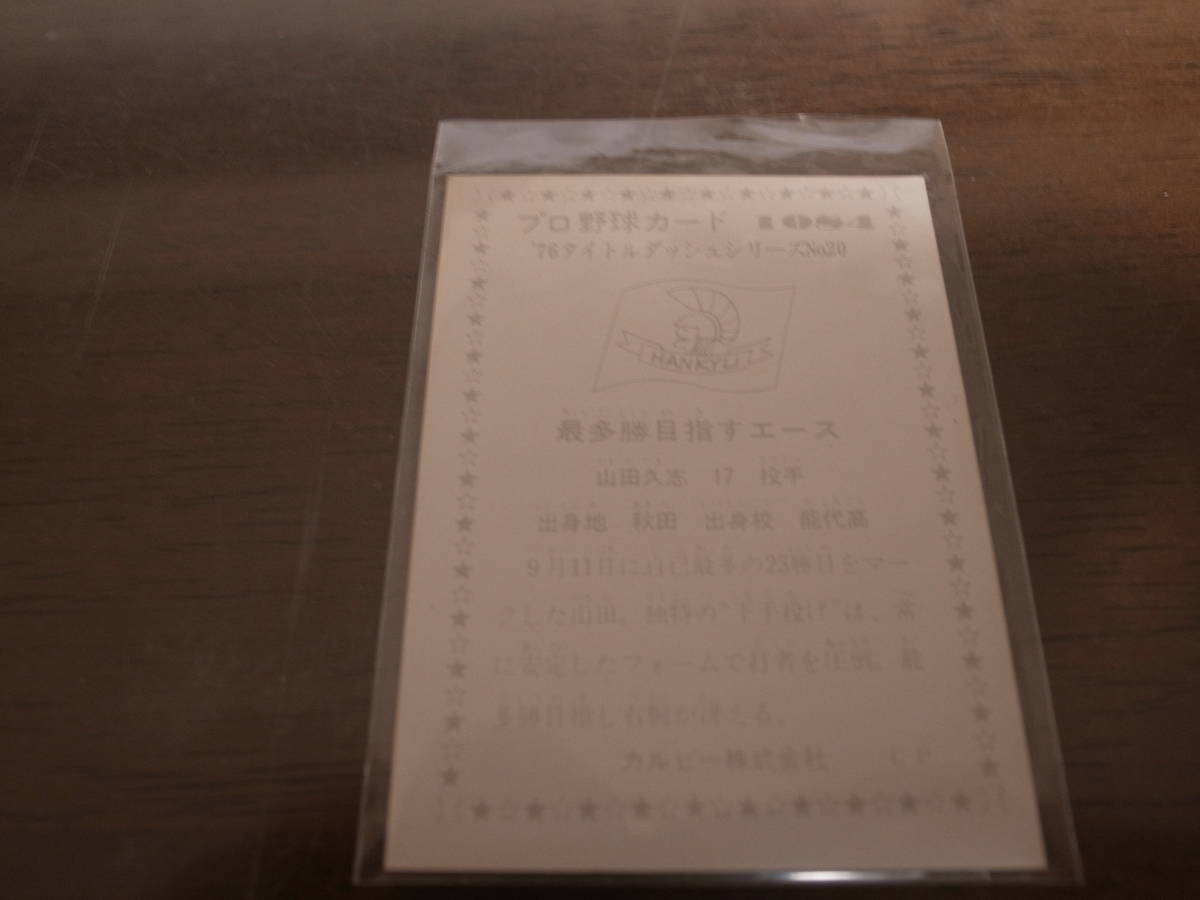 プロ野球カード
'76タイトルダッシュシリーズNo20
HANKYU
最多勝目指すエース
山田久志 17 投手
出身地 秋田 出身校 能代高
9月11日に自己最多の23勝目をマー
クした山田。独特の"下手投げ"は、常
に安定したフォームで打者を圧倒。最
多勝目指し右腕が冴える。
カルビー株式会社 C P